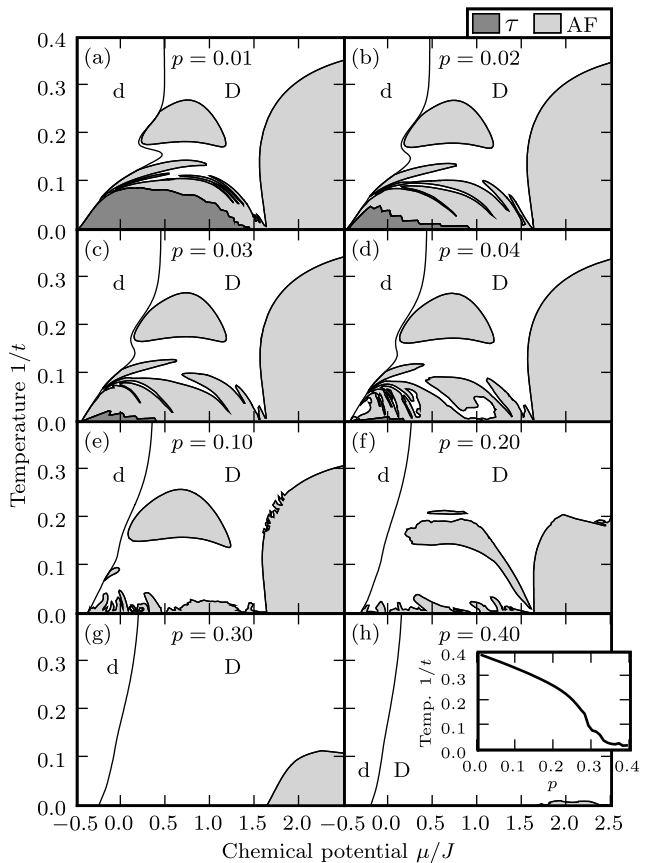 τ AF
(a) p = 0.01 (b) p = 0.02
d D d D
0.4
0.3
0.2
0.1
0.0
(c) p = 0.03 (d) p = 0.04
d D d D
0.3
0.2
0.1
0.0
(e) p = 0.10 (f) p = 0.20
d D d D
0.3
0.2
0.1
0.0
(g) p = 0.30 (h) p = 0.40
d D d D
0.3
0.2
0.1
0.0
Temp. 1/t
0.4
0.3
0.2
0.1
0.0
0.0 0.1 0.2 0.3 0.4
p
−0.5 0.0 0.5 1.0 1.5 2.0 −0.5 0.0 0.5 1.0 1.5 2.0 2.5
Temperature 1/t
Chemical potential μ/J